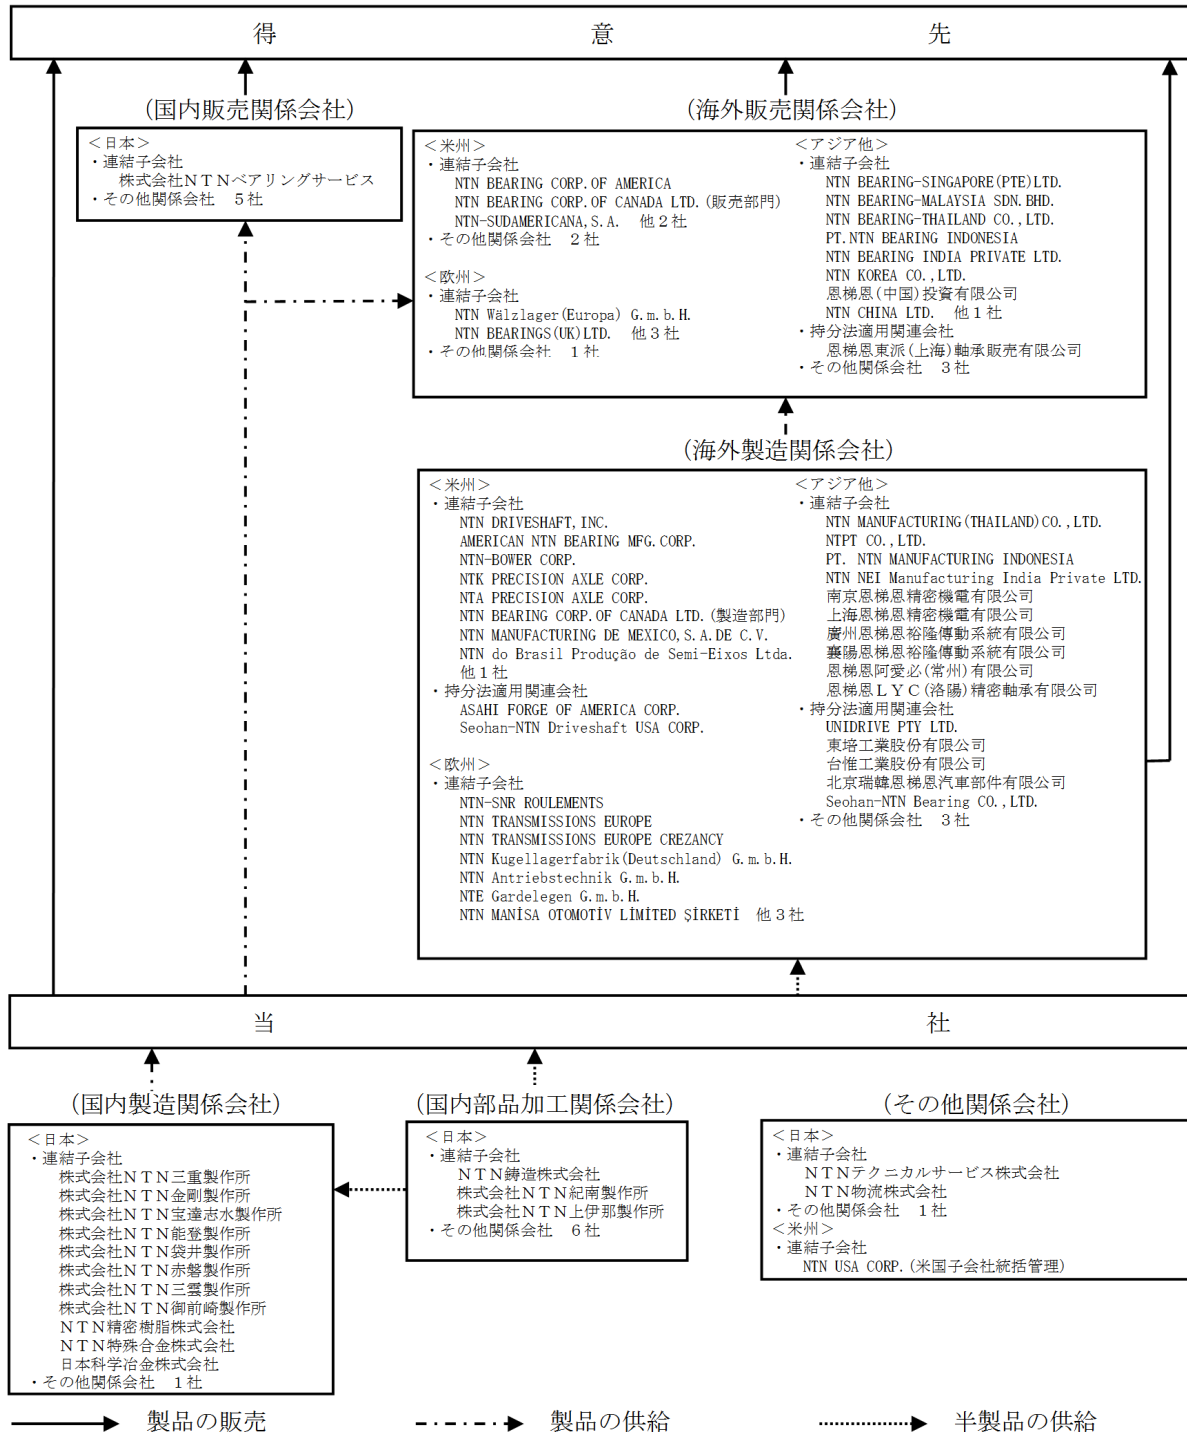 得意先
(国内販売関係会社)
＜日本＞
・連結子会社
株式会社ＮＴＮベアリングサービス
・その他関係会社　５社
(海外販売関係会社)
＜米州＞
・連結子会社
NTN BEARING CORP.OF AMERICA
NTN BEARING CORP.OF CANADA LTD.(販売部門)
NTN-SUDAMERICANA,S.A.　他２社
・その他関係会社　２社
＜欧州＞
・連結子会社
NTN Wälzlager(Europa) G.m.b.H.
NTN BEARINGS(UK)LTD.　他３社
・その他関係会社　１社
＜アジア他＞
・連結子会社
NTN BEARING-SINGAPORE(PTE)LTD.
NTN BEARING-MALAYSIA SDN.BHD.
NTN BEARING-THAILAND CO.,LTD.
PT.NTN BEARING INDONESIA
NTN BEARING INDIA PRIVATE LTD.
NTN KOREA CO.,LTD.
恩梯恩(中国)投資有限公司
NTN CHINA LTD.　他１社
・持分法適用関連会社
恩梯恩東派(上海)軸承販売有限公司
・その他関係会社　３社
(海外製造関係会社)
＜米州＞
・連結子会社
NTN DRIVESHAFT,INC.
AMERICAN NTN BEARING MFG.CORP.
NTN-BOWER CORP.
NTK PRECISION AXLE CORP.
NTA PRECISION AXLE CORP.
NTN BEARING CORP.OF CANADA LTD.(製造部門)
NTN MANUFACTURING DE MEXICO,S.A.DE C.V.
NTN do Brasil Produção de Semi-Eixos Ltda.
他１社
・持分法適用関連会社
ASAHI FORGE OF AMERICA CORP.
Seohan-NTN Driveshaft USA CORP.
＜欧州＞
・連結子会社
NTN-SNR ROULEMENTS
NTN TRANSMISSIONS EUROPE
NTN TRANSMISSIONS EUROPE CREZANCY
NTN Kugellagerfabrik(Deutschland) G.m.b.H.
NTN Antriebstechnik G.m.b.H.
NTE Gardelegen G.m.b.H.
NTN MANİSA OTOMOTİV LİMİTED ŞİRKETİ　他３社
＜アジア他＞
・連結子会社
NTN MANUFACTURING(THAILAND)CO.,LTD.
NTPT CO.,LTD.
PT. NTN MANUFACTURING INDONESIA
NTN NEI Manufacturing India Private LTD.
南京恩梯恩精密機電有限公司
上海恩梯恩精密機電有限公司
廣州恩梯恩裕隆傳動系統有限公司
襄陽恩梯恩裕隆傳動系統有限公司
恩梯恩阿愛必(常州)有限公司
恩梯恩ＬＹＣ(洛陽)精密軸承有限公司
・持分法適用関連会社
UNIDRIVE PTY LTD.
東培工業股份有限公司
台惟工業股份有限公司
北京瑞韓恩梯恩汽車部件有限公司
Seohan-NTN Bearing CO.,LTD.
・その他関係会社　３社
当社
(国内製造関係会社)
＜日本＞
・連結子会社
株式会社ＮＴＮ三重製作所
株式会社ＮＴＮ金剛製作所
株式会社ＮＴＮ宝達志水製作所
株式会社ＮＴＮ能登製作所
株式会社ＮＴＮ袋井製作所
株式会社ＮＴＮ赤磐製作所
株式会社ＮＴＮ三雲製作所
株式会社ＮＴＮ御前崎製作所
ＮＴＮ精密樹脂株式会社
ＮＴＮ特殊合金株式会社
日本科学冶金株式会社
・その他関係会社　１社
(国内部品加工関係会社)
＜日本＞
・連結子会社
ＮＴＮ鋳造株式会社
株式会社ＮＴＮ紀南製作所
株式会社ＮＴＮ上伊那製作所
・その他関係会社　６社
(その他関係会社)
＜日本＞
・連結子会社
ＮＴＮテクニカルサービス株式会社
ＮＴＮ物流株式会社
・その他関係会社　１社
＜米州＞
・連結子会社
NTN USA CORP.(米国子会社統括管理)
製品の販売
製品の供給
半製品の供給